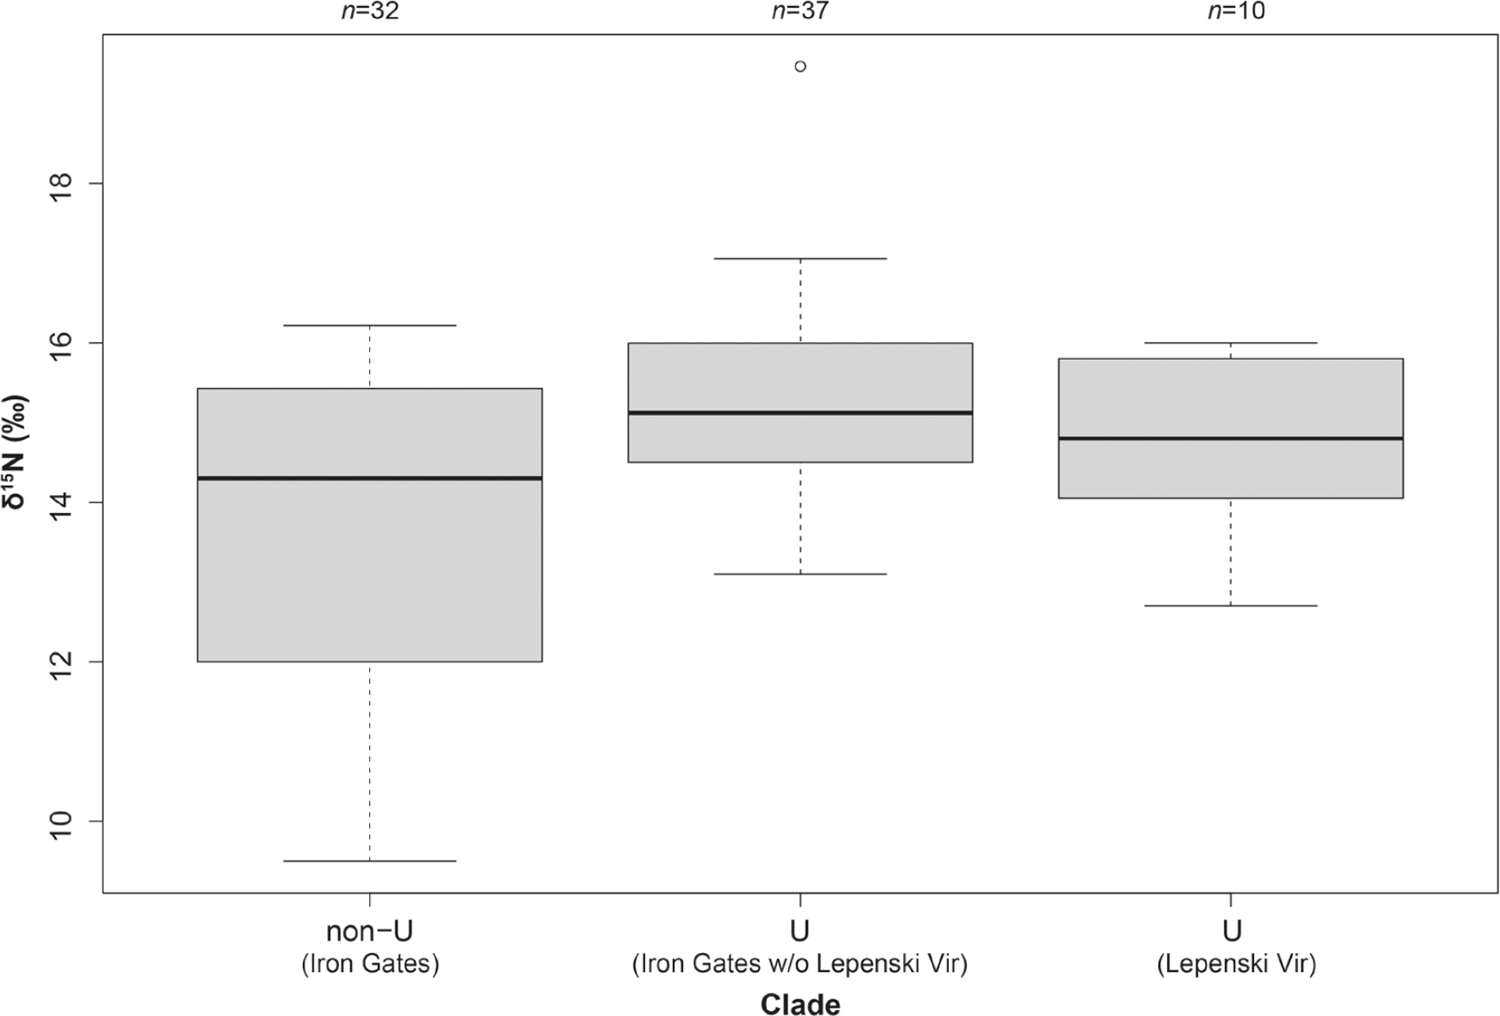 n=32 n=37 n=10
18
16
14
12
10
δ¹⁵N (‰)
non−U U U
(Iron Gates) (Iron Gates w/o Lepenski Vir) (Lepenski Vir)
Clade